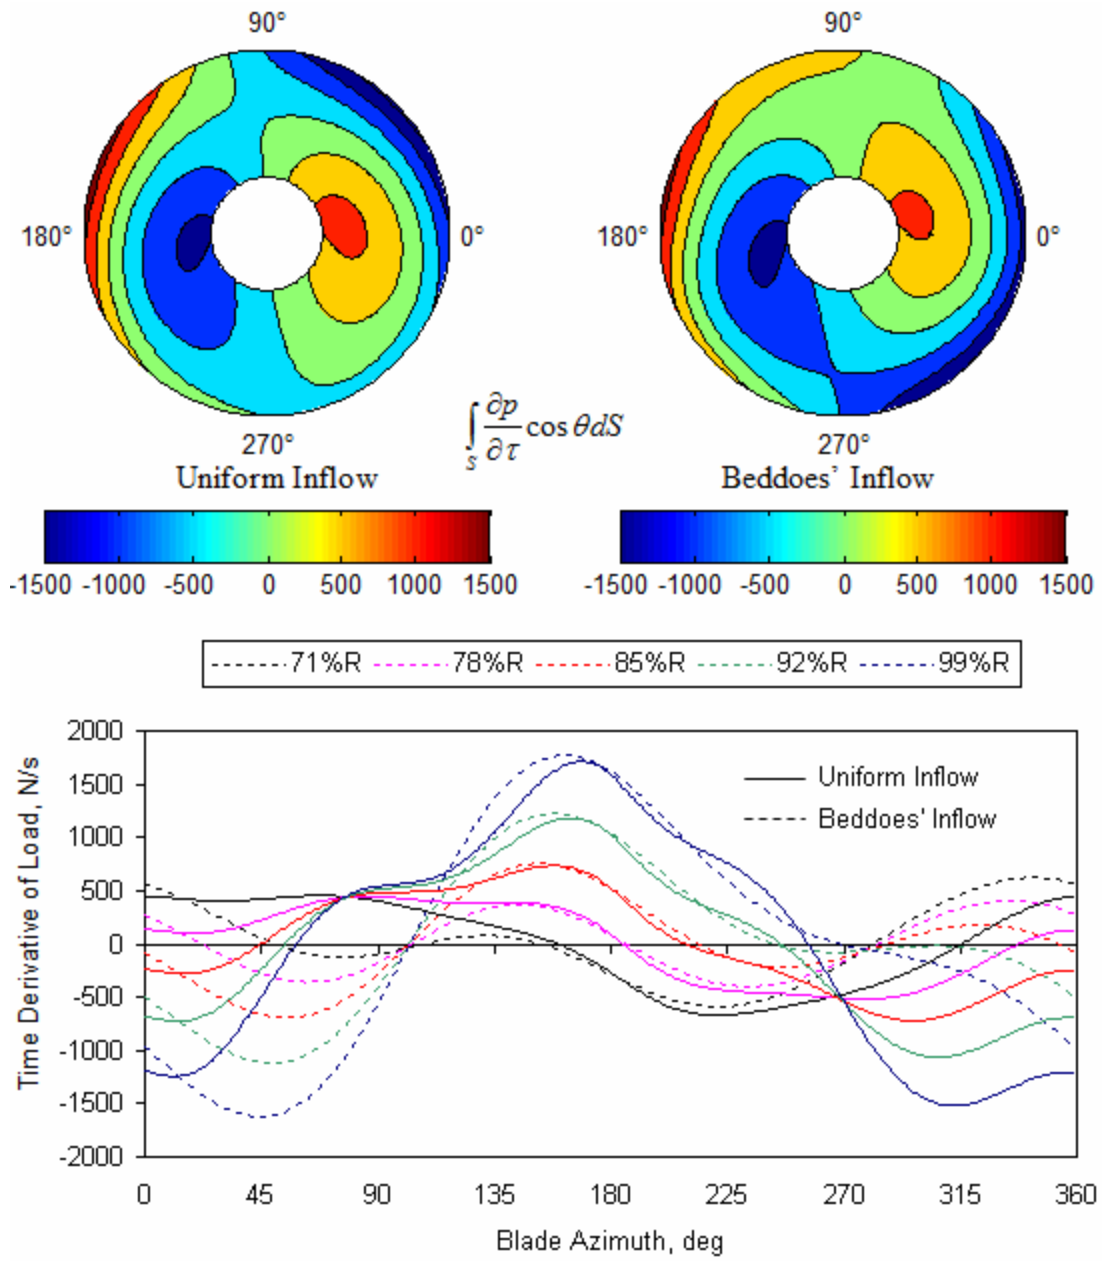 90° 90°
180° 0° 180° 0°
270° 270°
∫S ∂p/∂τ cos θdS
Uniform Inflow Beddoes' Inflow
-1500 -1000 -500 0 500 1000 1500 -1500 -1000 -500 0 500 1000 1500
71%R 78%R 85%R 92%R 99%R
2000
1500
1000
500
0
-500
-1000
-1500
-2000
Time Derivative of Load, N/s
Uniform Inflow
Beddoes' Inflow
0 45 90 135 180 225 270 315 360
Blade Azimuth, deg